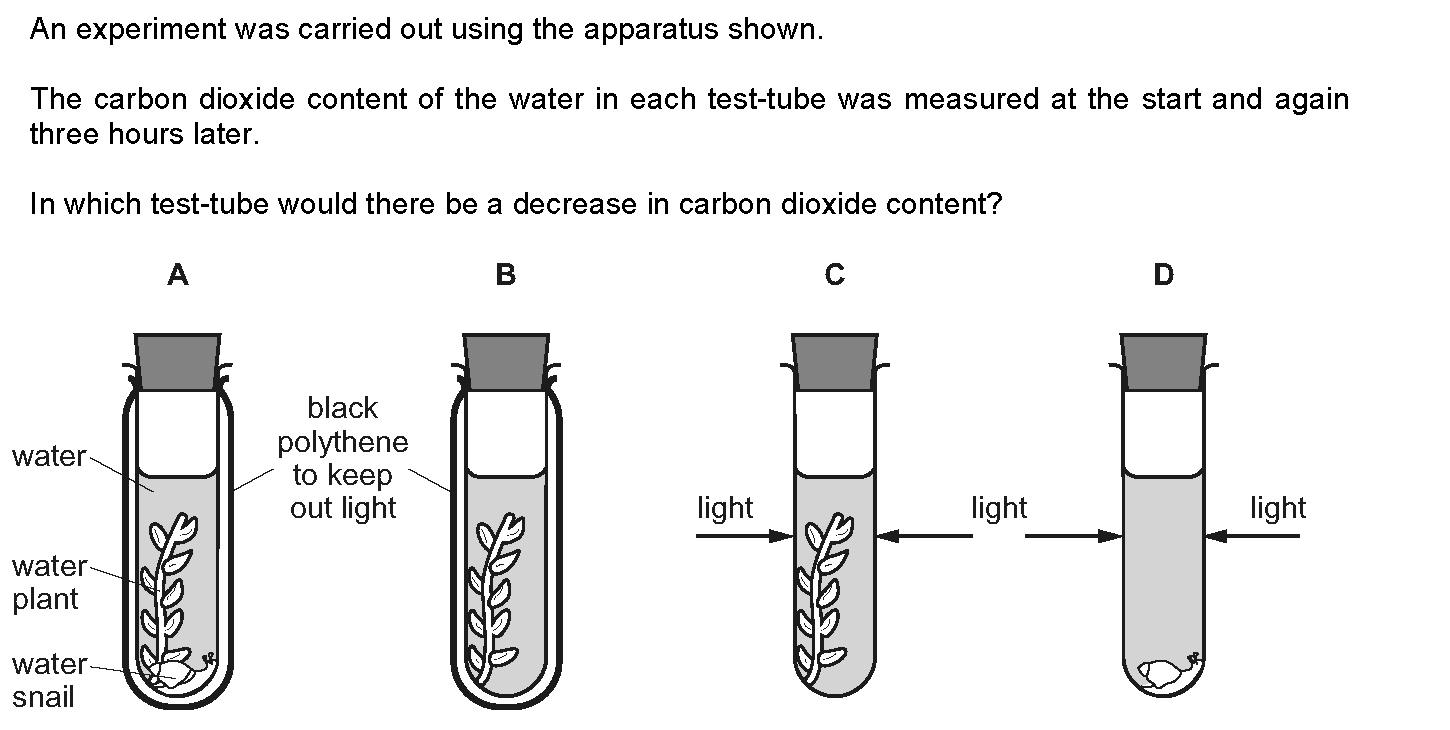 An experiment was carried out using the apparatus shown.
The carbon dioxide content of the water in each test-tube was measured at the start and again
three hours later.
In which test-tube would there be a decrease in carbon dioxide content?
A
B
C
D
water
water
plant
water
snail
black
polythene
to keep
out light
light
light
light